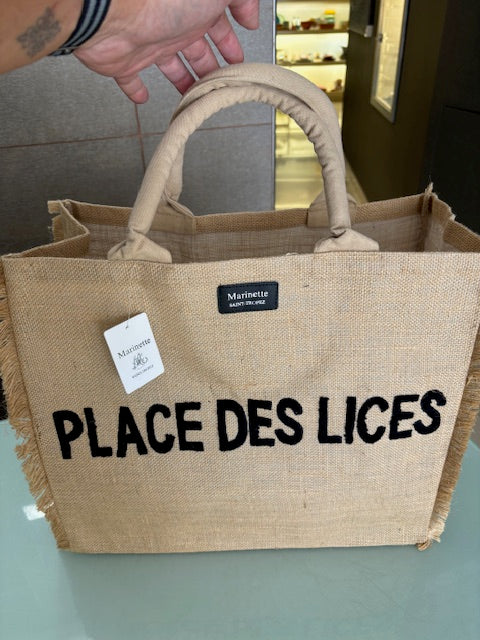 Marinette
SAINT-TROPEZ
Marinette
PLACE DES LICES